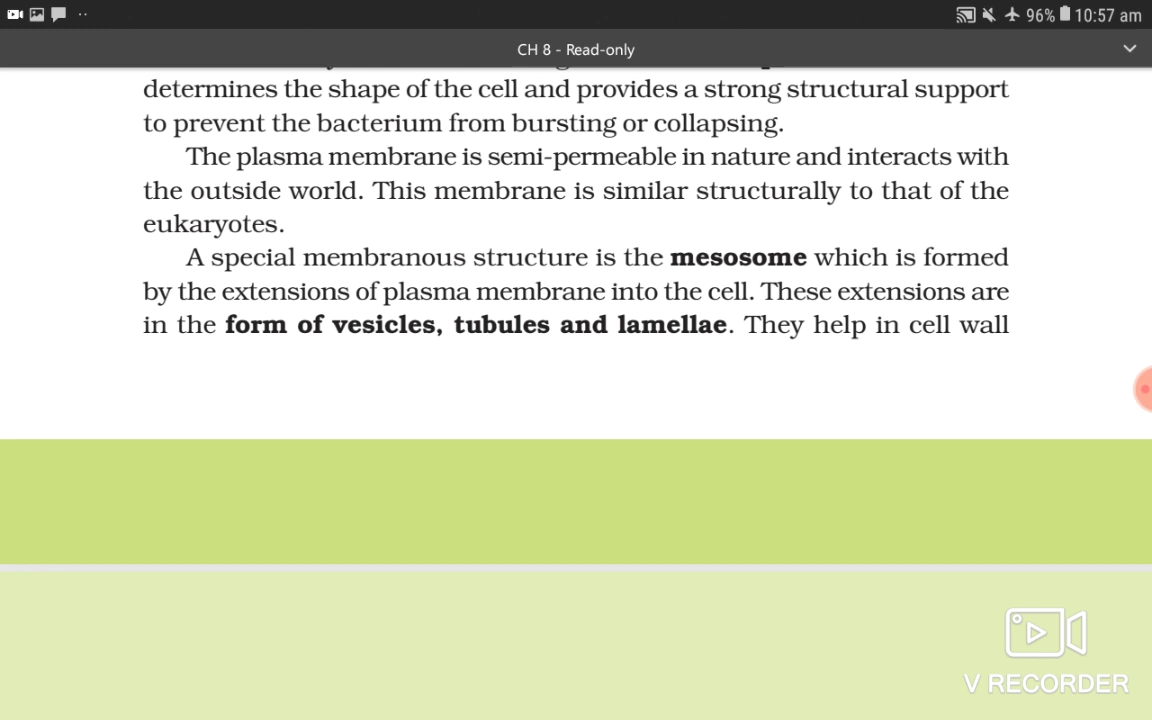 96% 10:57 am
CH 8 - Read-only
determines the shape of the cell and provides a strong structural support
to prevent the bacterium from bursting or collapsing.
The plasma membrane is semi-permeable in nature and interacts with
the outside world. This membrane is similar structurally to that of the
eukaryotes.
A special membranous structure is the mesosome which is formed
by the extensions of plasma membrane into the cell. These extensions are
in the form of vesicles, tubules and lamellae. They help in cell wall
V RECORDER